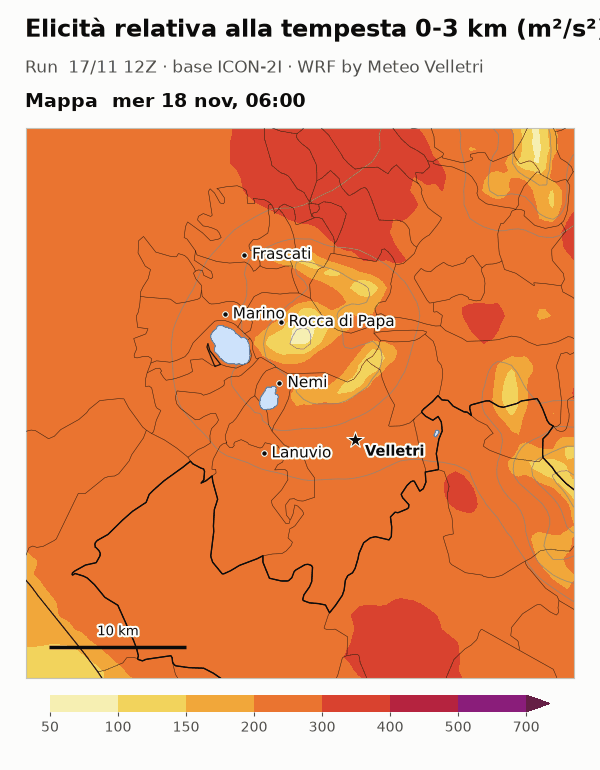 Elicità relativa alla tempesta 0-3 km (m²/s²)
Run 17/11 12Z · base ICON-2I · WRF by Meteo Velletri
Mappa mer 18 nov, 06:00
Frascati
Marino
Rocca di Papa
Nemi
Velletri
Lanuvio
10 km
50 100 150 200 300 400 500 700